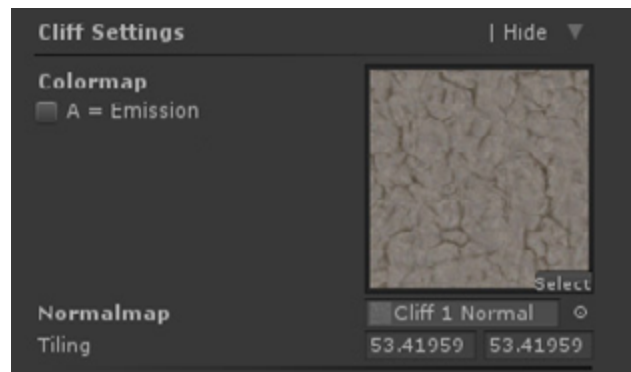 Cliff Settings | Hide ▼
Colormap
A = Emission
Select
Normalmap Cliff 1 Normal
Tiling 53.41959 53.41959